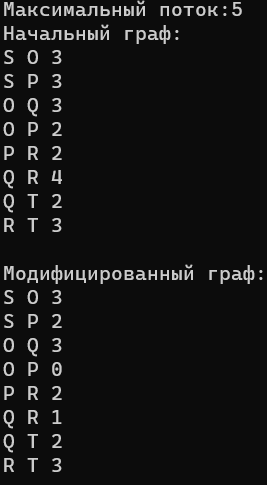 Максимальный поток:5
Начальный граф:
S O 3
S P 3
O Q 3
O P 2
P R 2
Q R 4
Q T 2
R T 3
Модифицированный граф:
S O 3
S P 2
O Q 3
O P 0
P R 2
Q R 1
Q T 2
R T 3